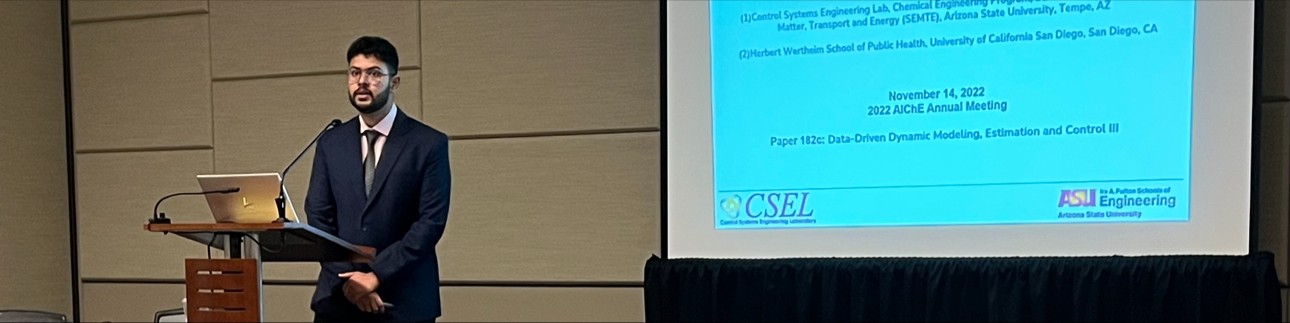 (1)Control Systems Engineering Lab, Chemical Engineering
Matter, Transport and Energy (SEMTE), Arizona State University, Tempe, AZ
(2)Herbert Wertheim School of Public Health, University of California San Diego, San Diego, CA
November 14, 2022
2022 AIChE Annual Meeting
Paper 182c: Data-Driven Dynamic Modeling, Estimation and Control III
CSEL
Control Systems Engineering Laboratory
ASU Ira A. Fulton Schools of
Engineering
Arizona State University